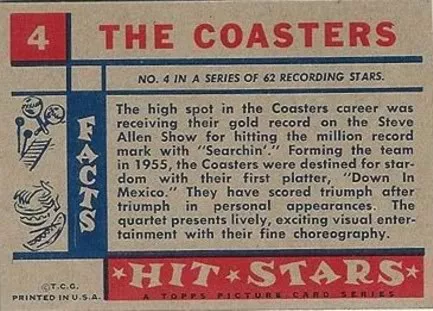 4
THE COASTERS
NO. 4 IN A SERIES OF 62 RECORDING STARS.
FACTS
The high spot in the Coasters career was
receiving their gold record on the Steve
Allen Show for hitting the million record
mark with "Searchin'." Forming the team
in 1955, the Coasters were destined for star-
dom with their first platter, "Down In
Mexico." They have scored triumph after
triumph in personal appearances. The
quartet presents lively, exciting visual enter-
tainment with their fine choreography.
©T.C.G.
PRINTED IN U.S.A.
★HIT★STARS★
A TOPPS PICTURE CARD SERIES